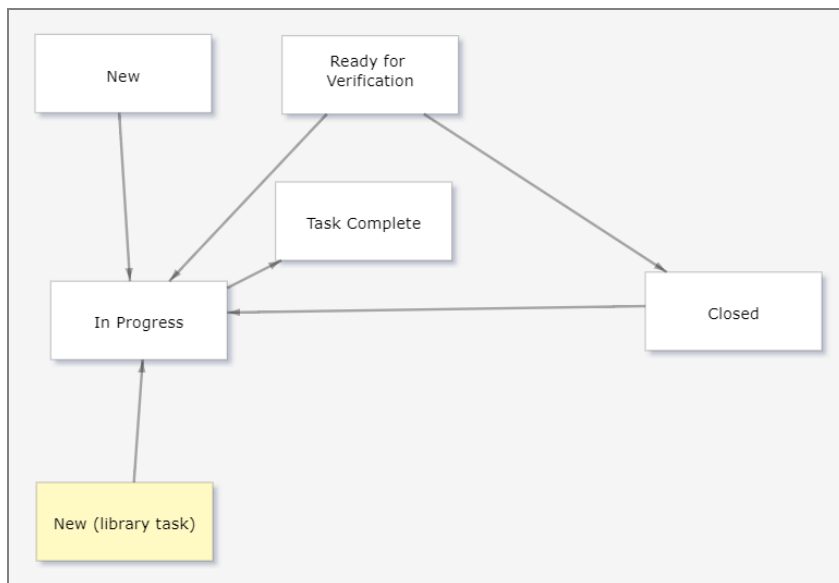 New
Ready for
Verification
Task Complete
In Progress
Closed
New (library task)